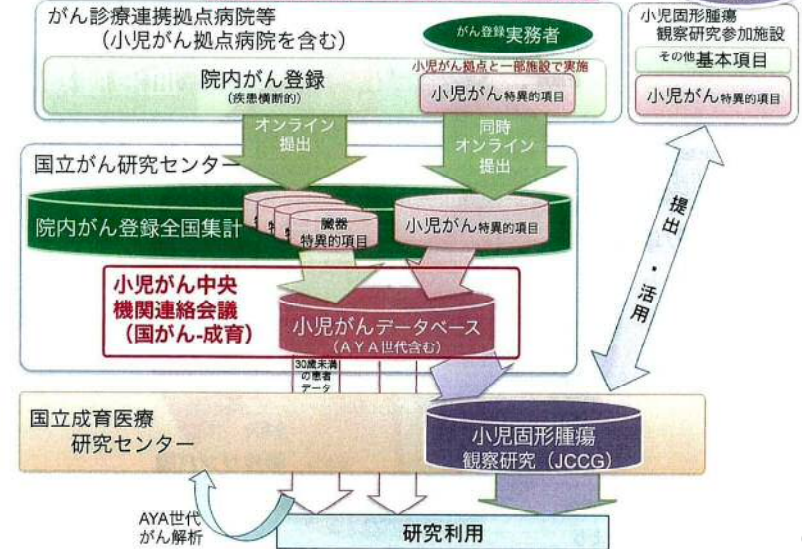 がん診療連携拠点病院等
（小児がん拠点病院を含む）
がん登録実務者
小児がん拠点と一部施設で実施
院内がん登録
（疾患横断的）
小児がん特異的項目
小児固形腫瘍
観察研究参加施設
その他基本項目
小児がん特異的項目
オンライン
提出
同時
オンライン
提出
国立がん研究センター
院内がん登録全国集計
臓器
特異的項目
小児がん特異的項目
提出・活用
小児がん中央
機関連絡会議
（国がん-成育）
小児がんデータベース
（AYA世代含む）
30歳未満
の患者
データ
国立成育医療
研究センター
小児固形腫瘍
観察研究（JCCG）
AYA世代
がん解析
研究利用